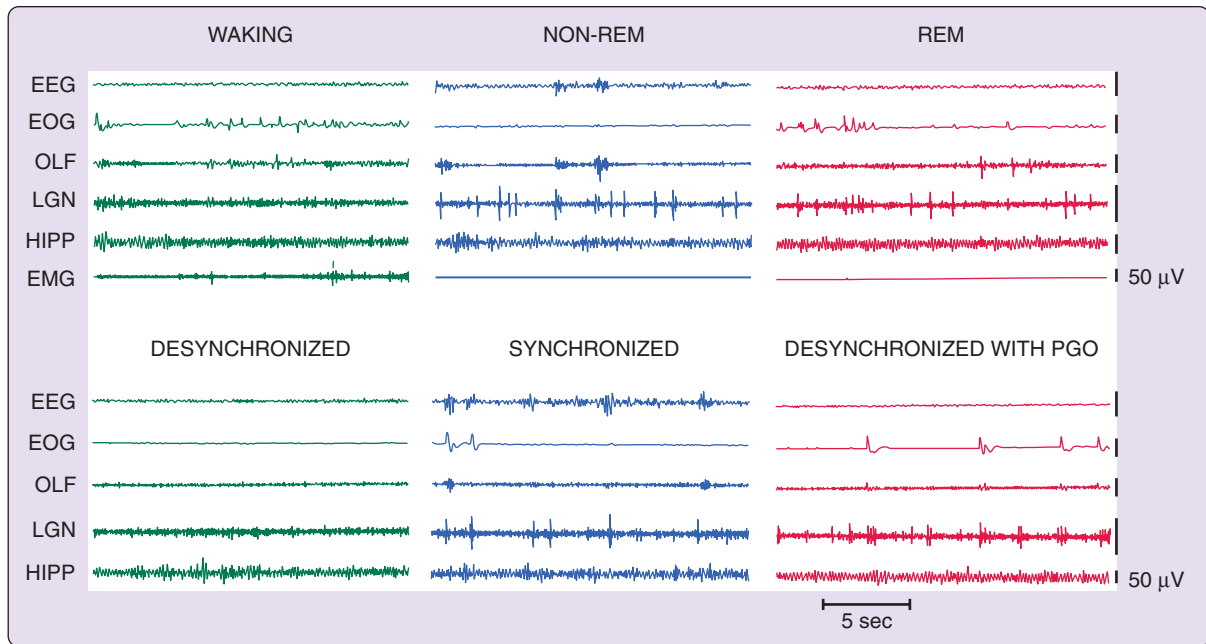 WAKING NON-REM REM
EEG
EOG
OLF
LGN
HIPP
EMG
50 μV
DESYNCHRONIZED SYNCHRONIZED DESYNCHRONIZED WITH PGO
EEG
EOG
OLF
LGN
HIPP
50 μV
5 sec